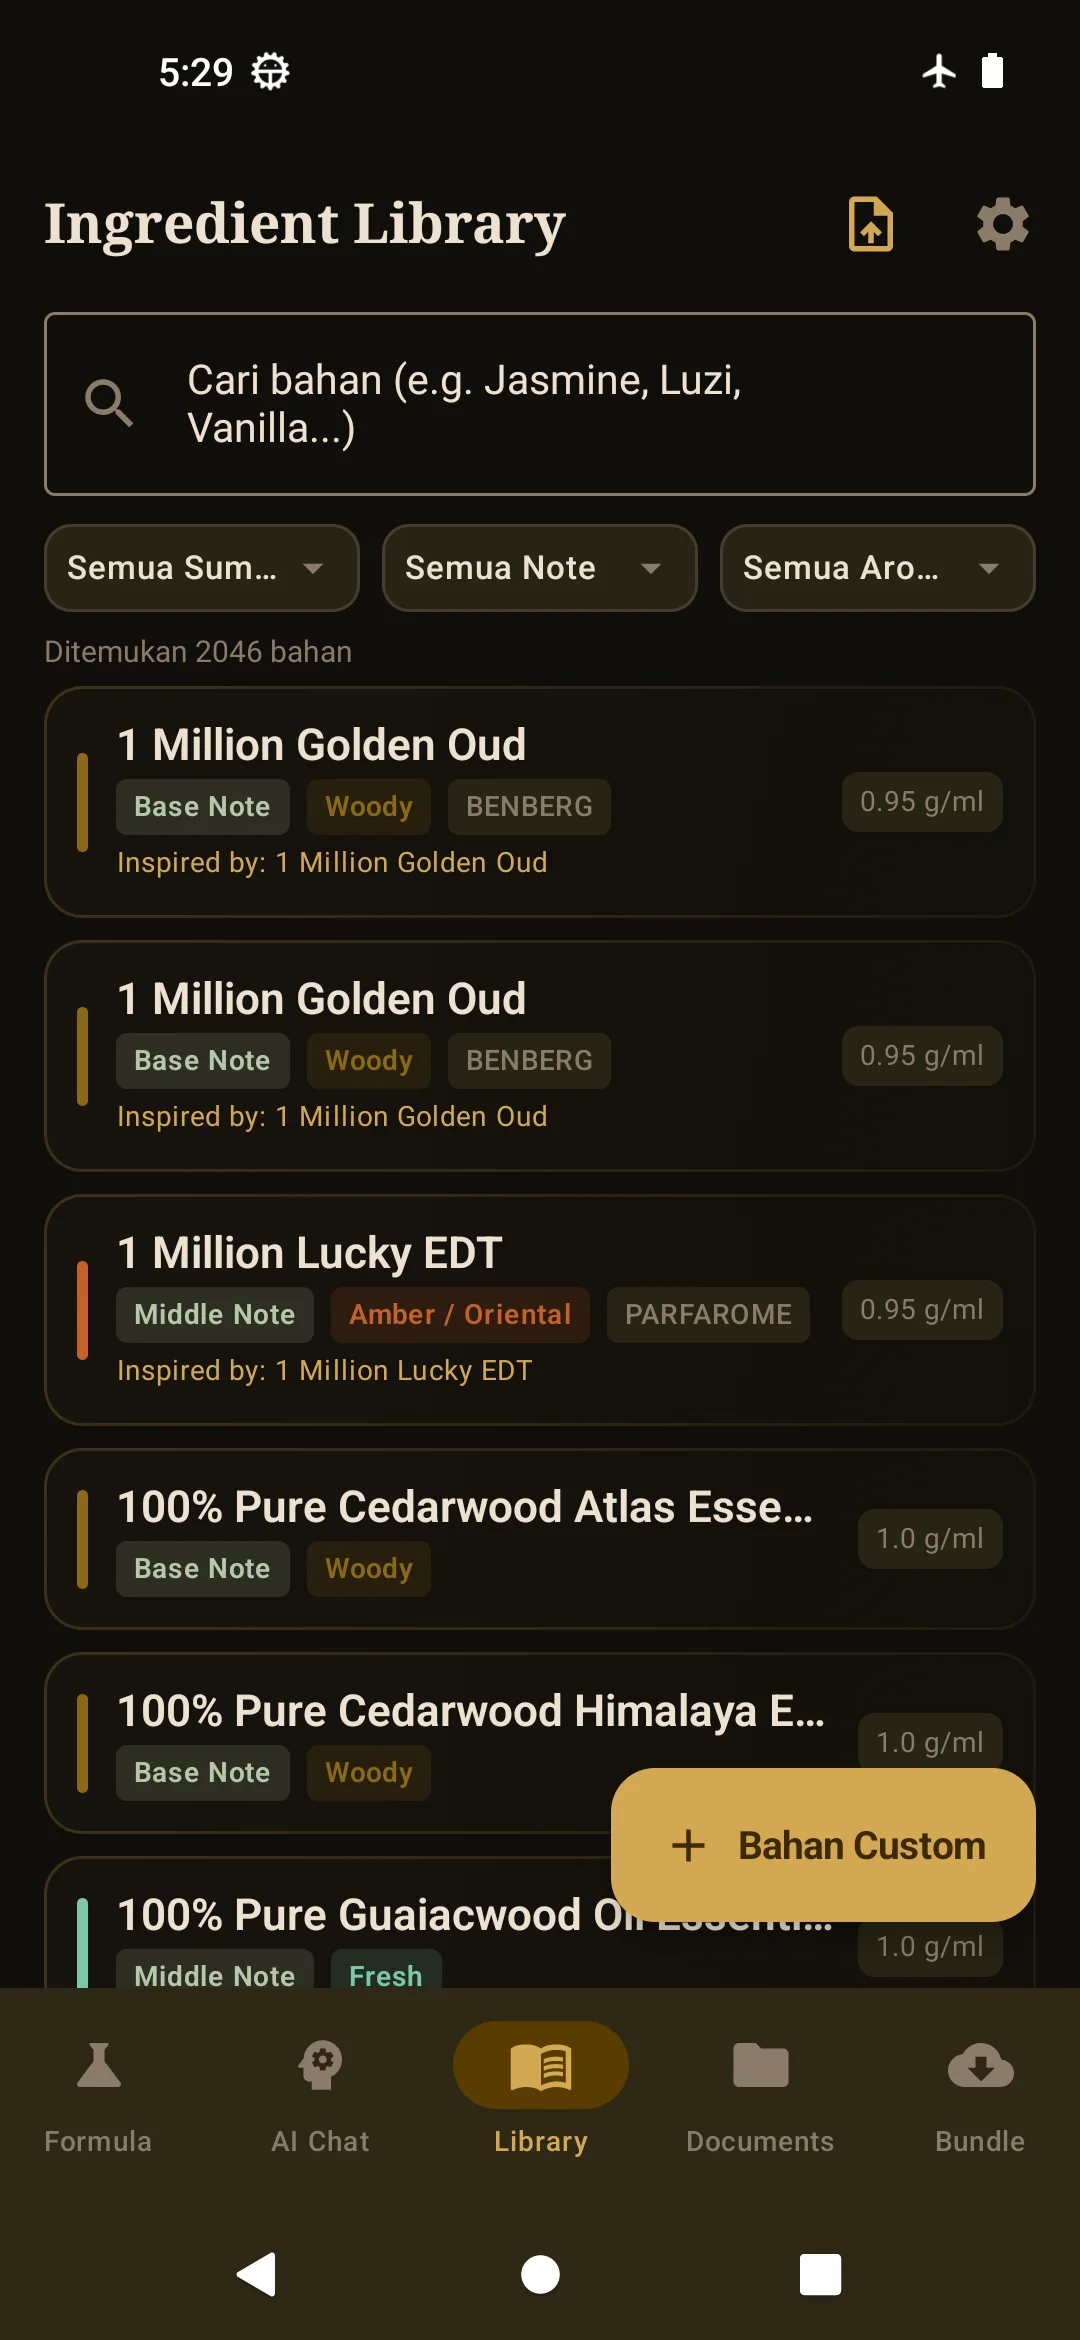 5:29
Ingredient Library
Cari bahan (e.g. Jasmine, Luzi,
Vanilla...)
Semua Sum...
Semua Note
Semua Aro...
Ditemukan 2046 bahan
1 Million Golden Oud
Base Note
Woody
BENBERG
0.95 g/ml
Inspired by: 1 Million Golden Oud
1 Million Golden Oud
Base Note
Woody
BENBERG
0.95 g/ml
Inspired by: 1 Million Golden Oud
1 Million Lucky EDT
Middle Note
Amber / Oriental
PARFAROME
0.95 g/ml
Inspired by: 1 Million Lucky EDT
100% Pure Cedarwood Atlas Esse...
Base Note
Woody
1.0 g/ml
100% Pure Cedarwood Himalaya E...
Base Note
Woody
1.0 g/ml
+ Bahan Custom
100% Pure Guaiacwood Oil Essenti...
Middle Note
Fresh
1.0 g/ml
Formula
AI Chat
Library
Documents
Bundle